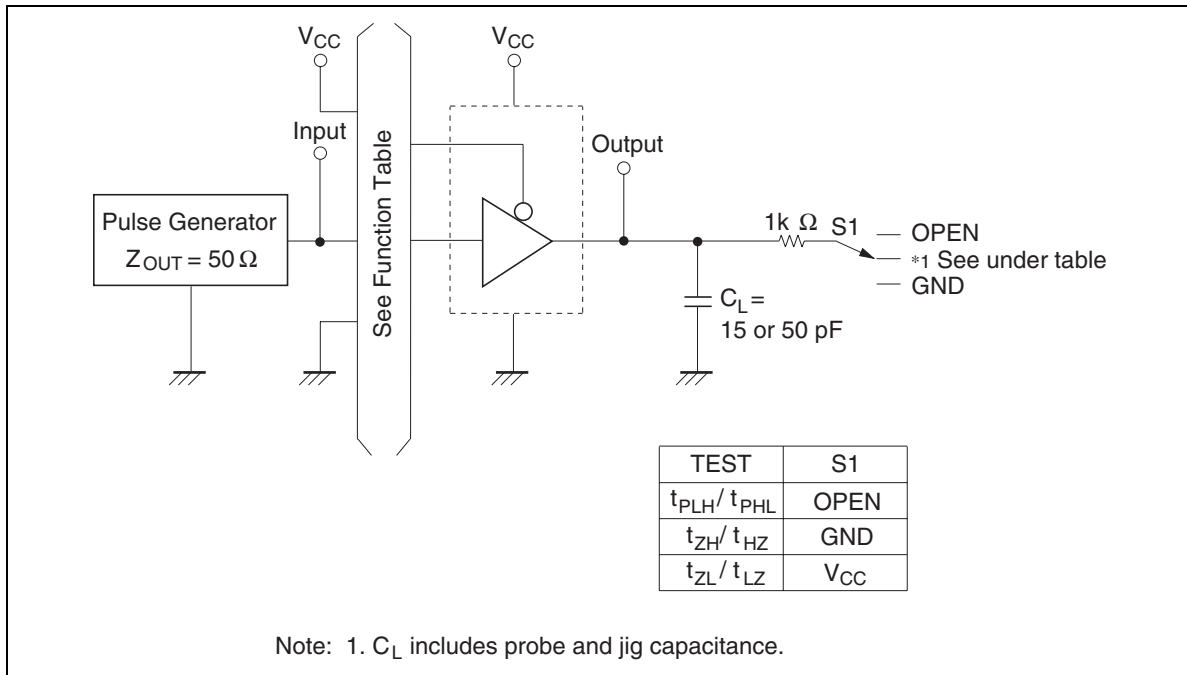 VCC
VCC
Input
Output
See Function Table
Pulse Generator
ZOUT = 50 Ω
1k Ω
S1
OPEN
*1 See under table
GND
CL =
15 or 50 pF
TEST S1
tPLH / tPHL OPEN
tZH / tHZ GND
tZL / tLZ VCC
Note: 1. CL includes probe and jig capacitance.